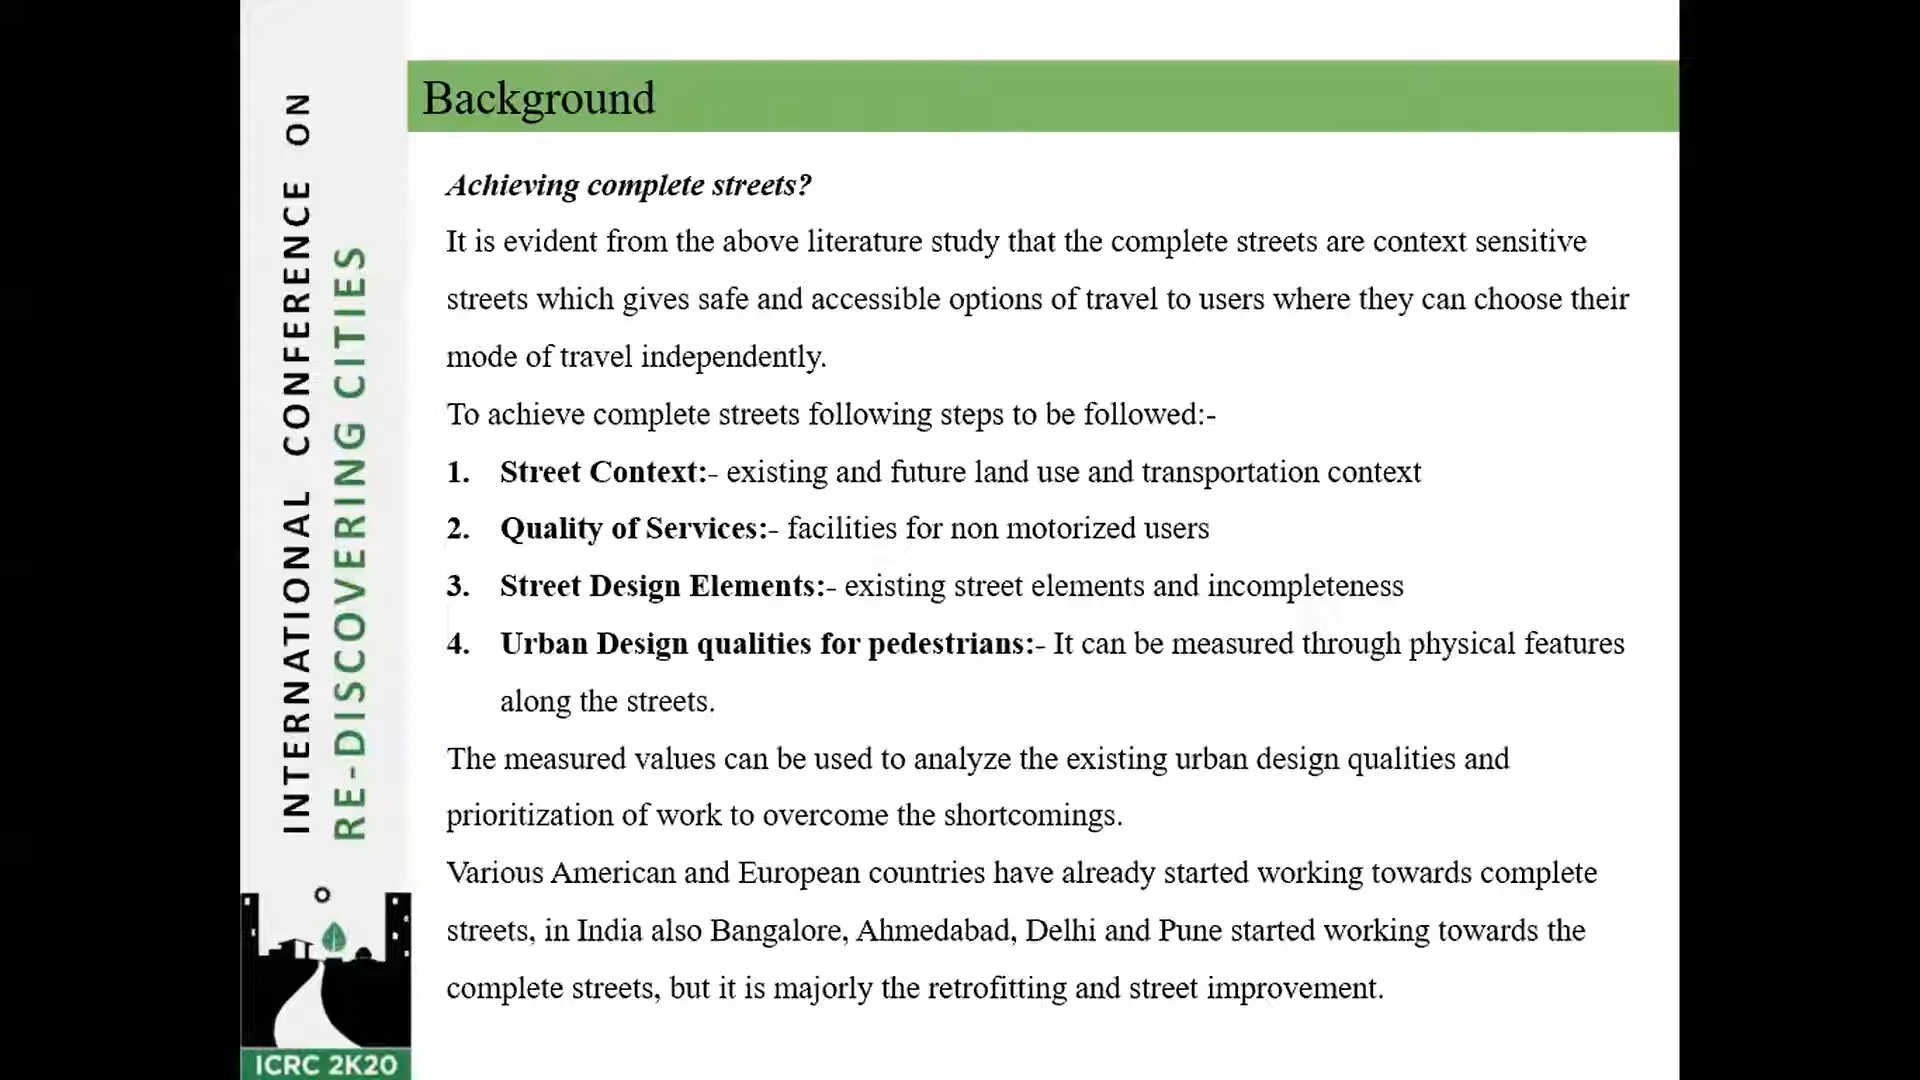 INTERNATIONAL CONFERENCE ON
RE-DISCOVERING CITIES
ICRC 2K20
Background
Achieving complete streets?
It is evident from the above literature study that the complete streets are context sensitive
streets which gives safe and accessible options of travel to users where they can choose their
mode of travel independently.
To achieve complete streets following steps to be followed:-
1. Street Context:- existing and future land use and transportation context
2. Quality of Services:- facilities for non motorized users
3. Street Design Elements:- existing street elements and incompleteness
4. Urban Design qualities for pedestrians:- It can be measured through physical features
along the streets.
The measured values can be used to analyze the existing urban design qualities and
prioritization of work to overcome the shortcomings.
Various American and European countries have already started working towards complete
streets, in India also Bangalore, Ahmedabad, Delhi and Pune started working towards the
complete streets, but it is majorly the retrofitting and street improvement.